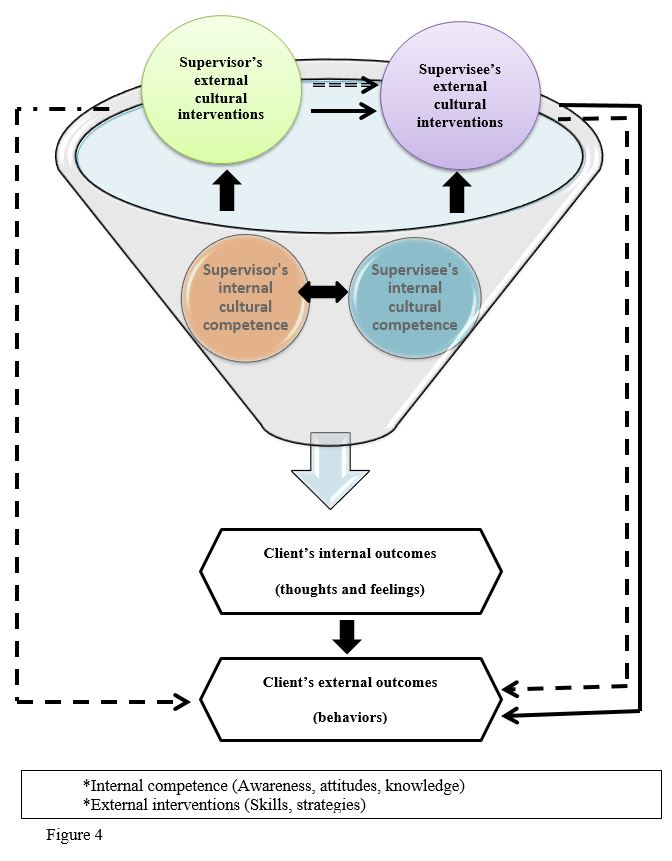 Supervisor’s
external
cultural
interventions
Supervisee’s
external
cultural
interventions
Supervisor's
internal
cultural
competence
Supervisee's
internal
cultural
competence
Client’s internal outcomes
(thoughts and feelings)
Client’s external outcomes
(behaviors)
*Internal competence (Awareness, attitudes, knowledge)
*External interventions (Skills, strategies)
Figure 4